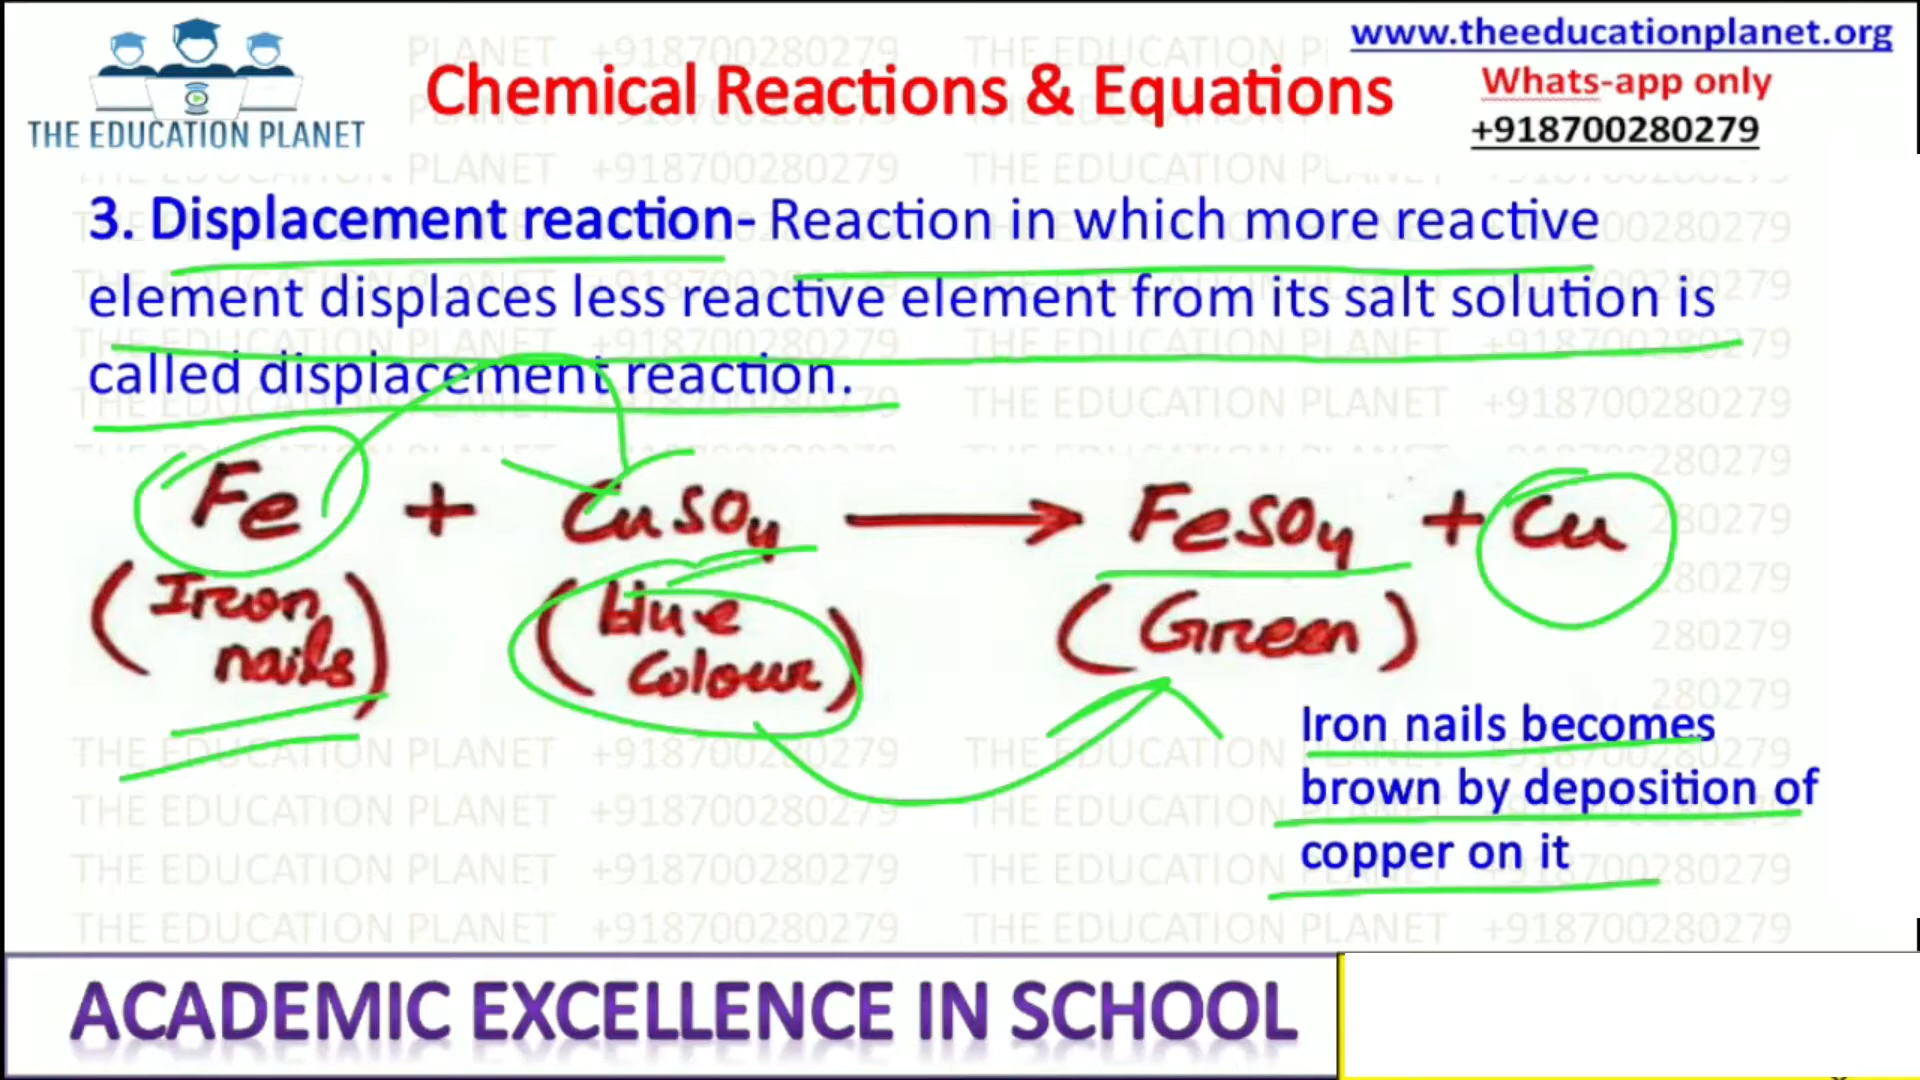 www.theeducationplanet.org
Chemical Reactions & Equations
Whats-app only
+918700280279
THE EDUCATION PLANET
3. Displacement reaction- Reaction in which more reactive
element displaces less reactive element from its salt solution is
called displacement reaction.
Fe + CuSO4 → FeSO4 + Cu
(Iron nails) (blue colour) (Green)
Iron nails becomes
brown by deposition of
copper on it
ACADEMIC EXCELLENCE IN SCHOOL